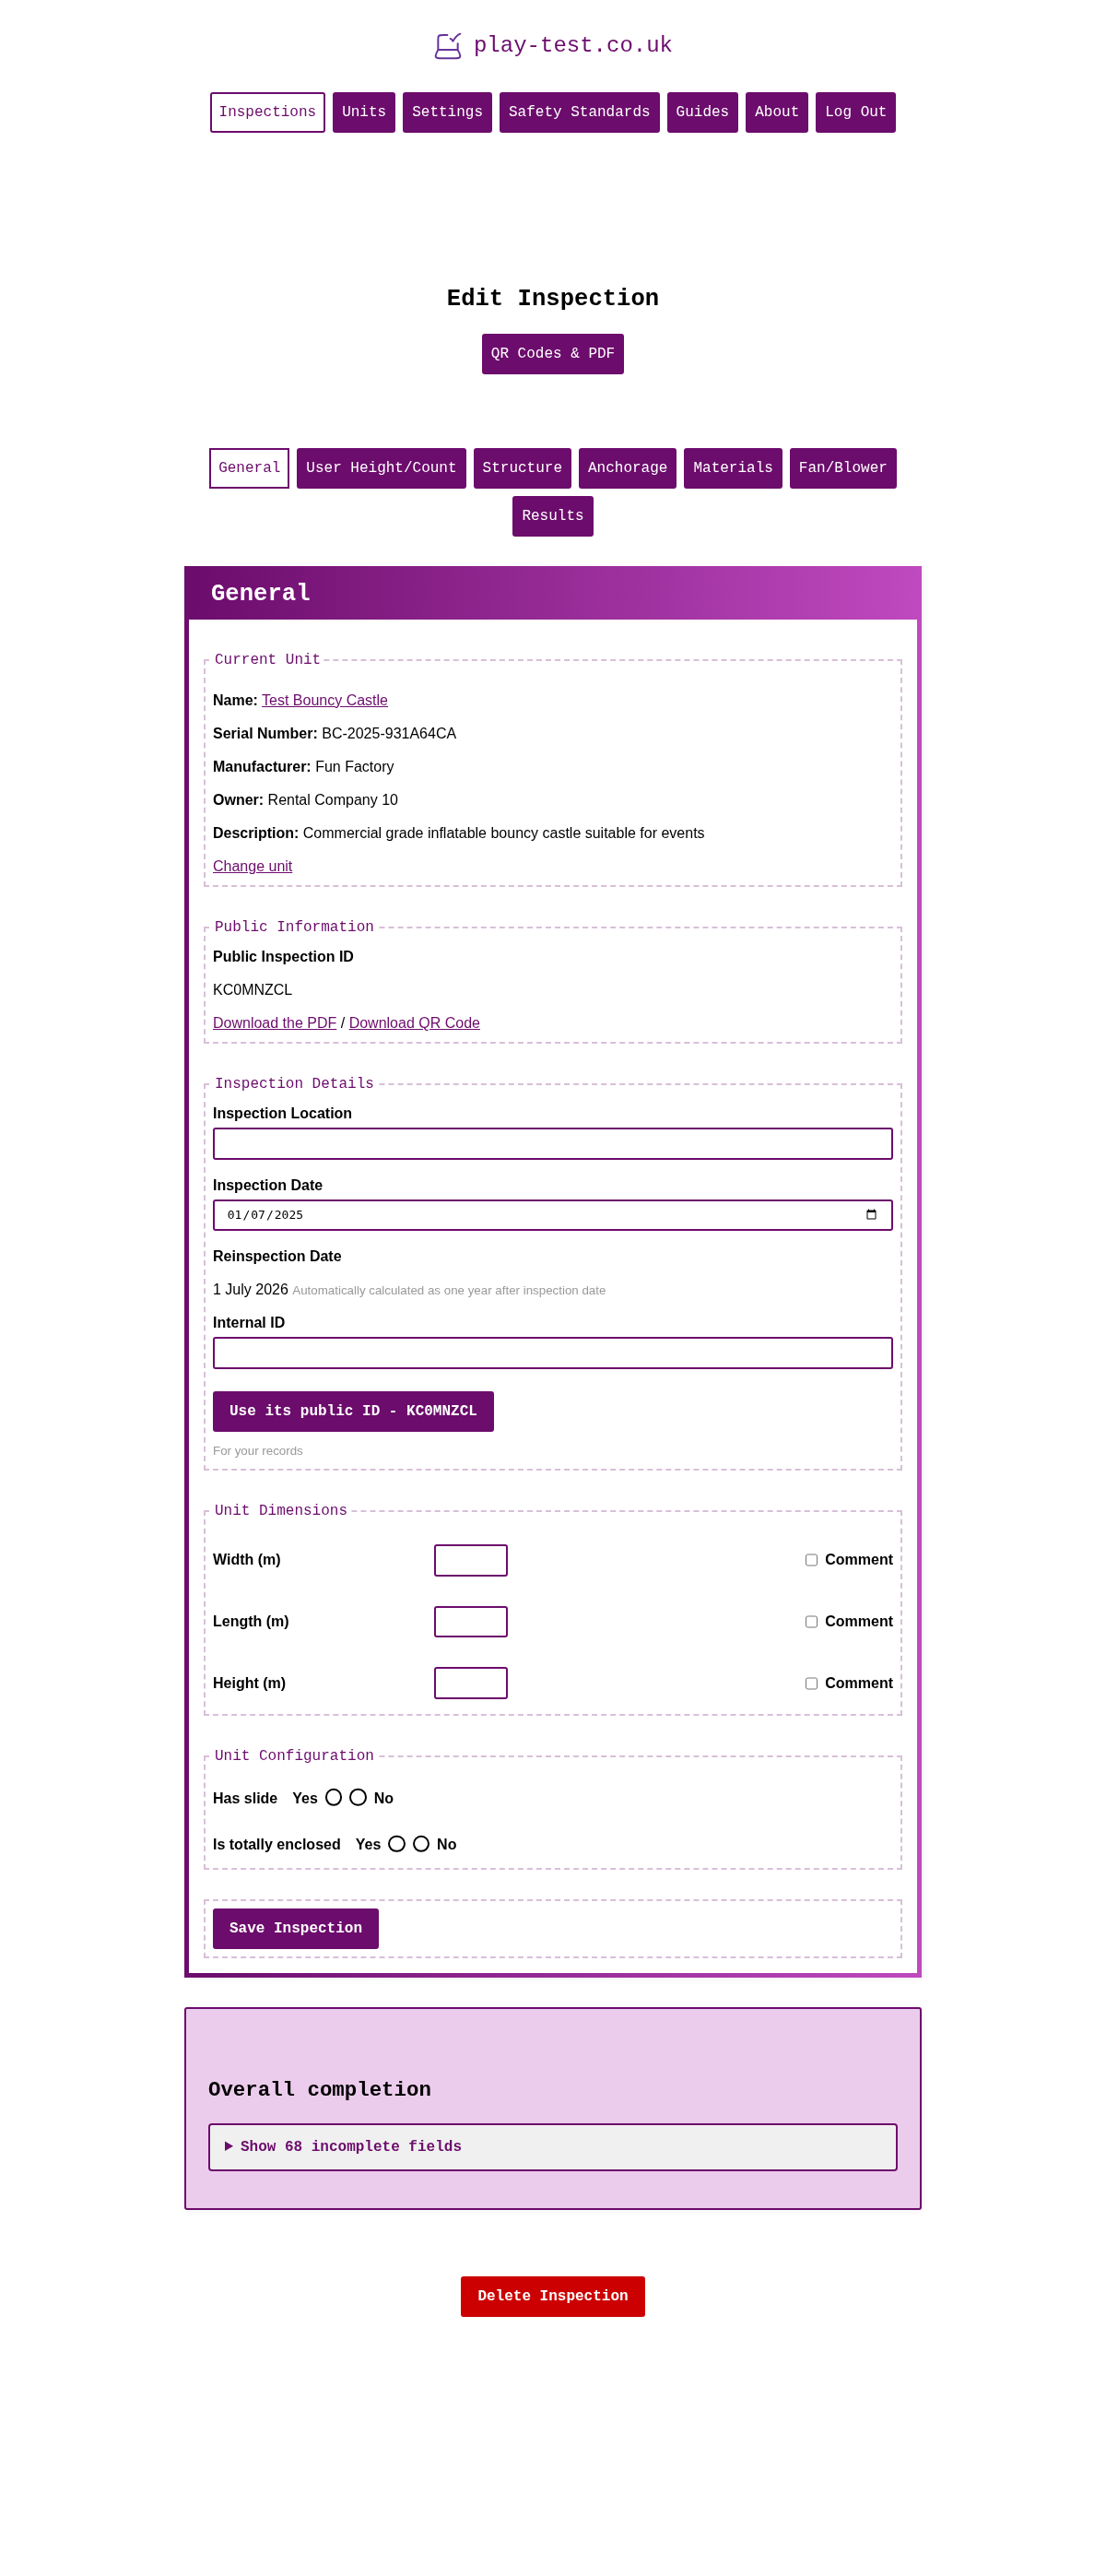 play-test.co.uk
Inspections Units Settings Safety Standards Guides About Log Out
Edit Inspection
QR Codes & PDF
General User Height/Count Structure Anchorage Materials Fan/Blower
Results
General
Current Unit
Name: Test Bouncy Castle
Serial Number: BC-2025-931A64CA
Manufacturer: Fun Factory
Owner: Rental Company 10
Description: Commercial grade inflatable bouncy castle suitable for events
Change unit
Public Information
Public Inspection ID
KC0MNZCL
Download the PDF / Download QR Code
Inspection Details
Inspection Location
Inspection Date
01/07/2025
Reinspection Date
1 July 2026 Automatically calculated as one year after inspection date
Internal ID
Use its public ID - KC0MNZCL
For your records
Unit Dimensions
Width (m) Comment
Length (m) Comment
Height (m) Comment
Unit Configuration
Has slide Yes No
Is totally enclosed Yes No
Save Inspection
Overall completion
Show 68 incomplete fields
Delete Inspection